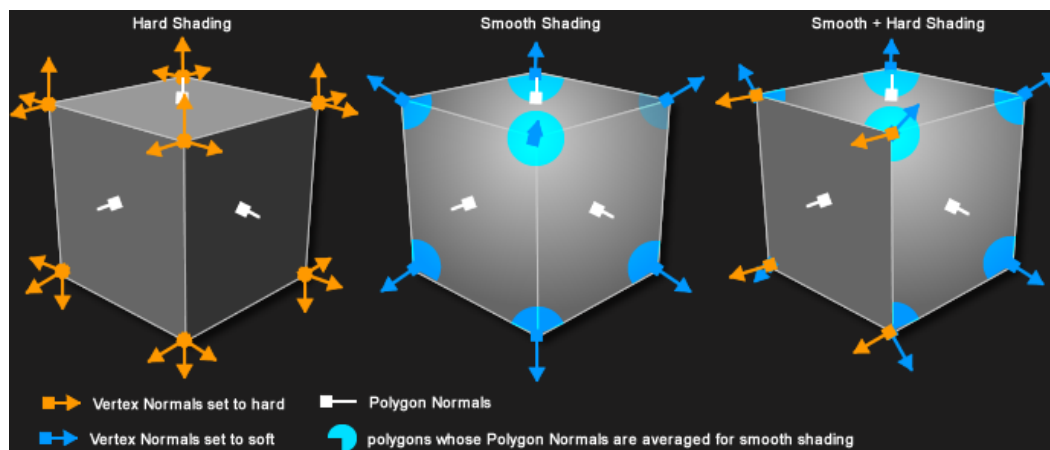 Hard Shading
Smooth Shading
Smooth + Hard Shading
Vertex Normals set to hard
Polygon Normals
Vertex Normals set to soft
polygons whose Polygon Normals are averaged for smooth shading